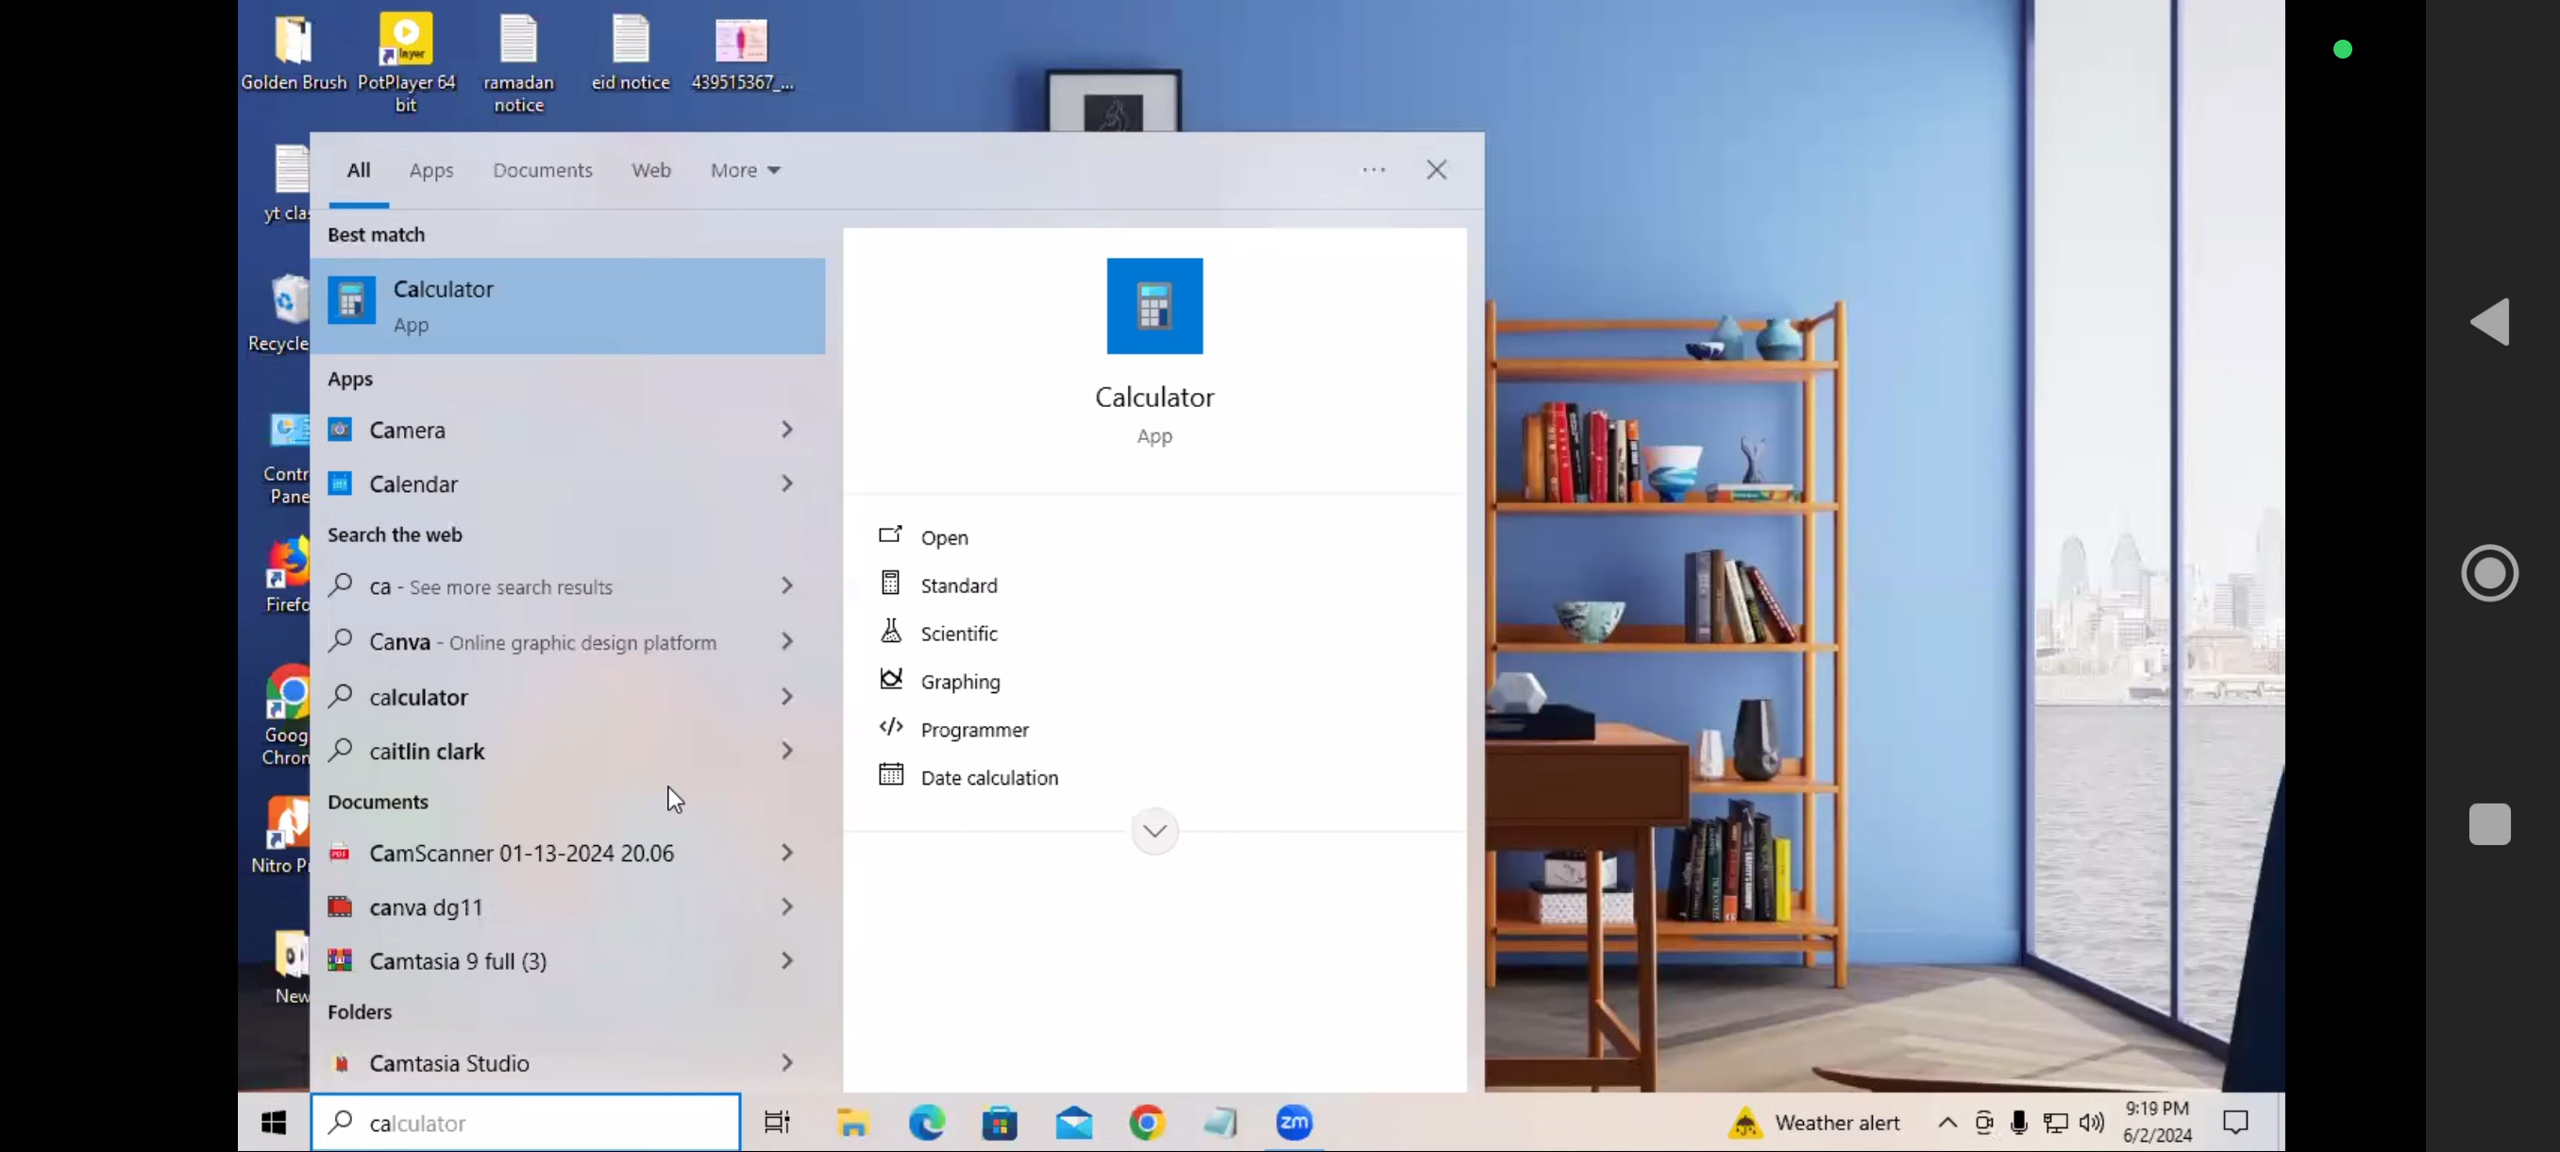 Golden Brush
PotPlayer 64
bit
ramadan
notice
eid notice
439515367_...
yt cla
Recycle
Contr
Pane
Firefo
Goog
Chron
Nitro P
New
All
Apps
Documents
Web
More
Best match
Calculator
App
Apps
Camera
Calendar
Search the web
ca - See more search results
Canva - Online graphic design platform
calculator
caitlin clark
Documents
CamScanner 01-13-2024 20.06
canva dg11
Camtasia 9 full (3)
Folders
Camtasia Studio
Calculator
App
Open
Standard
Scientific
Graphing
Programmer
Date calculation
calculator
zm
Weather alert
9:19 PM
6/2/2024